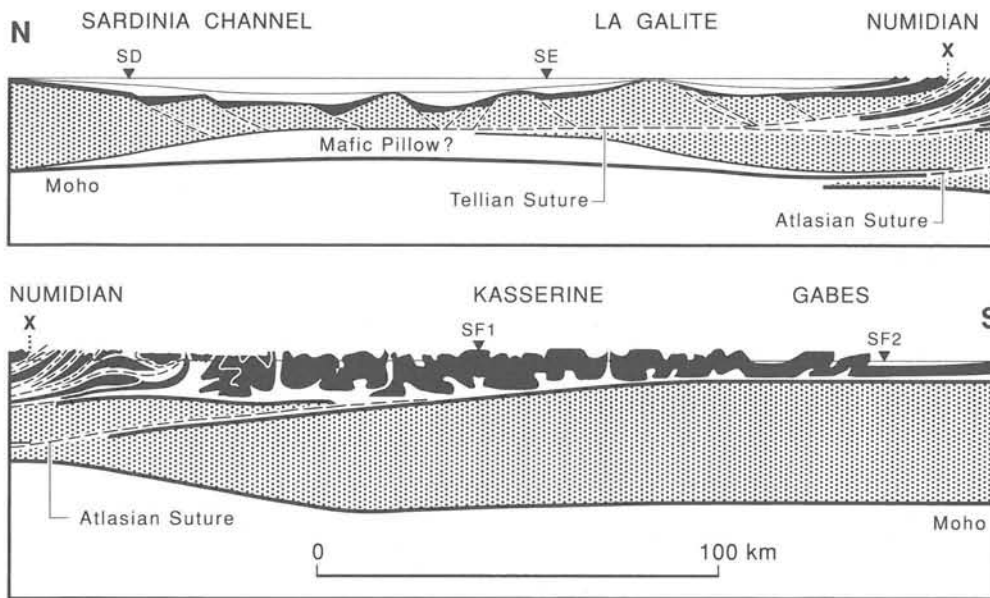 SARDINIA CHANNEL LA GALITE NUMIDIAN
N SD SE X
Mafic Pillow?
Moho
Tellian Suture
Atlasian Suture
NUMIDIAN KASSERINE GABES
X SF1 SF2 S
Atlasian Suture
Moho
0 100 km